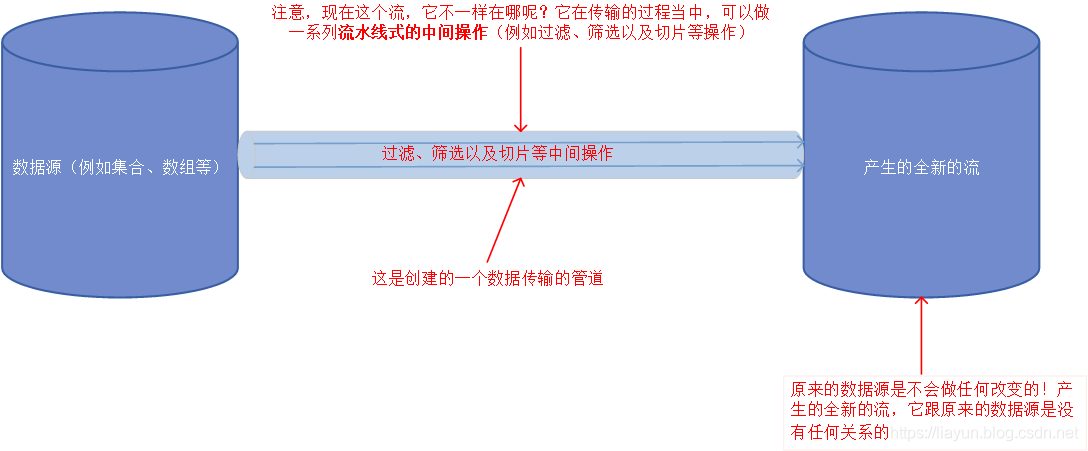 注意，现在这个流，它不一样在哪呢？它在传输的过程当中，可以做
一系列流水线式的中间操作（例如过滤、筛选以及切片等操作）
数据源（例如集合、数组等）
过滤、筛选以及切片等中间操作
产生的全新的流
这是创建的一个数据传输的管道
原来的数据源是不会做任何改变的！产
生的全新的流，它跟原来的数据源是没
有任何关系的
https://liayun.blog.csdn.net